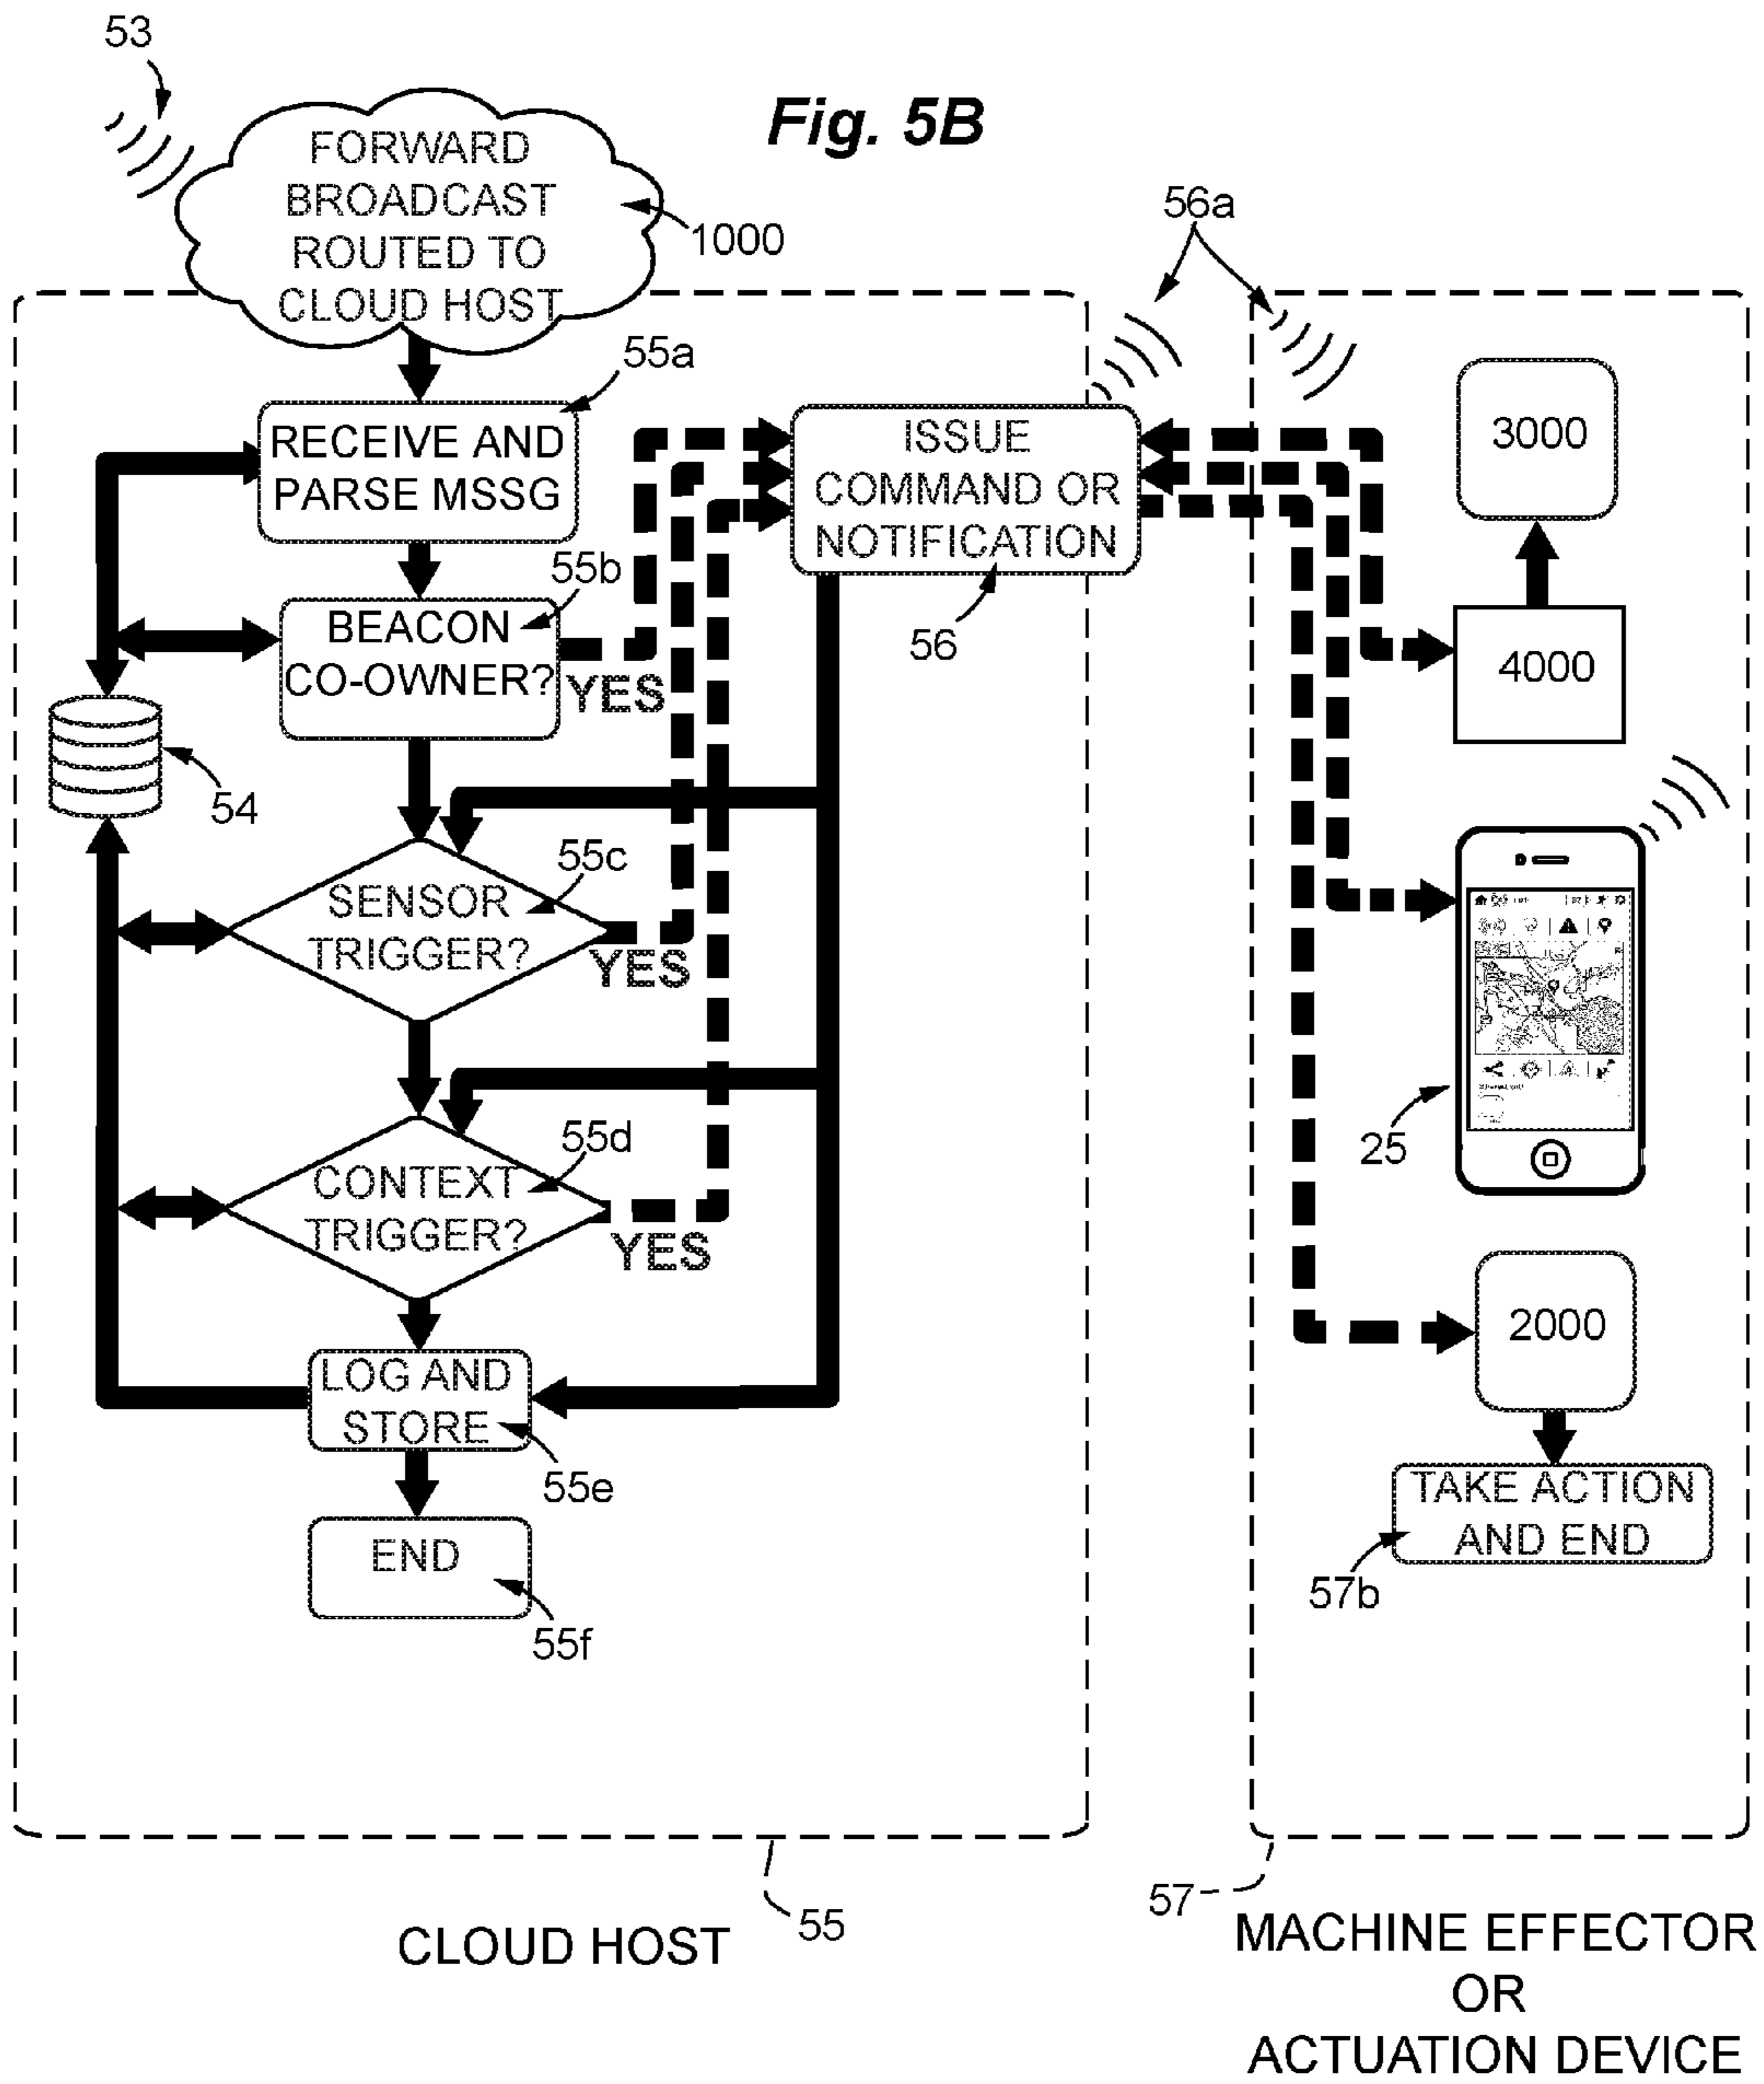 53
Fig. 5B
FORWARD
BROADCAST
ROUTED TO
CLOUD HOST
1000
56a
55a
RECEIVE AND
PARSE MSSG
ISSUE
COMMAND OR
NOTIFICATION
56
3000
55b
BEACON
CO-OWNER?
YES
4000
54
55c
SENSOR
TRIGGER?
YES
25
55d
CONTEXT
TRIGGER?
YES
2000
LOG AND
STORE
55e
TAKE ACTION
AND END
57b
END
55f
55
57
CLOUD HOST
MACHINE EFFECTOR
OR
ACTUATION DEVICE